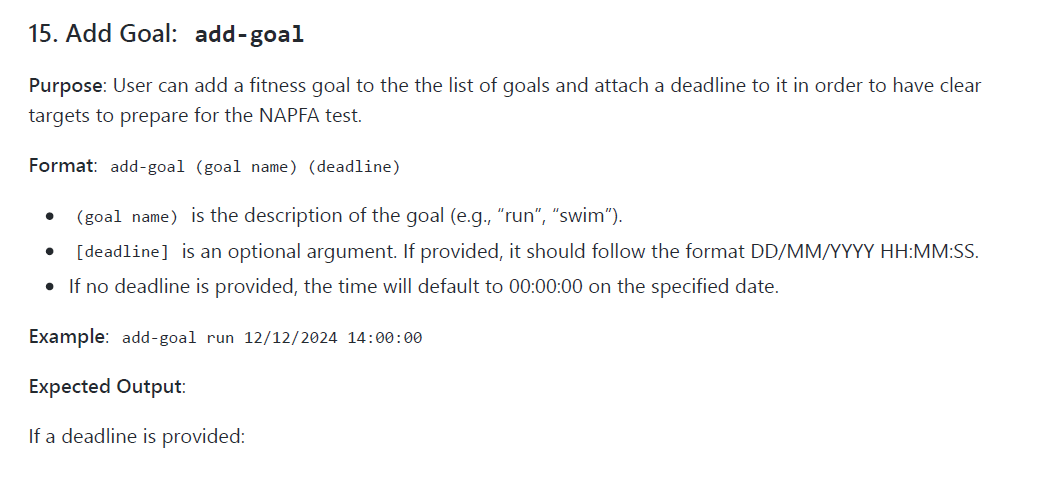 15. Add Goal: add-goal
Purpose: User can add a fitness goal to the the list of goals and attach a deadline to it in order to have clear
targets to prepare for the NAPFA test.
Format: add-goal (goal name) (deadline)
• (goal name) is the description of the goal (e.g., “run”, “swim”).
• [deadline] is an optional argument. If provided, it should follow the format DD/MM/YYYY HH:MM:SS.
• If no deadline is provided, the time will default to 00:00:00 on the specified date.
Example: add-goal run 12/12/2024 14:00:00
Expected Output:
If a deadline is provided: